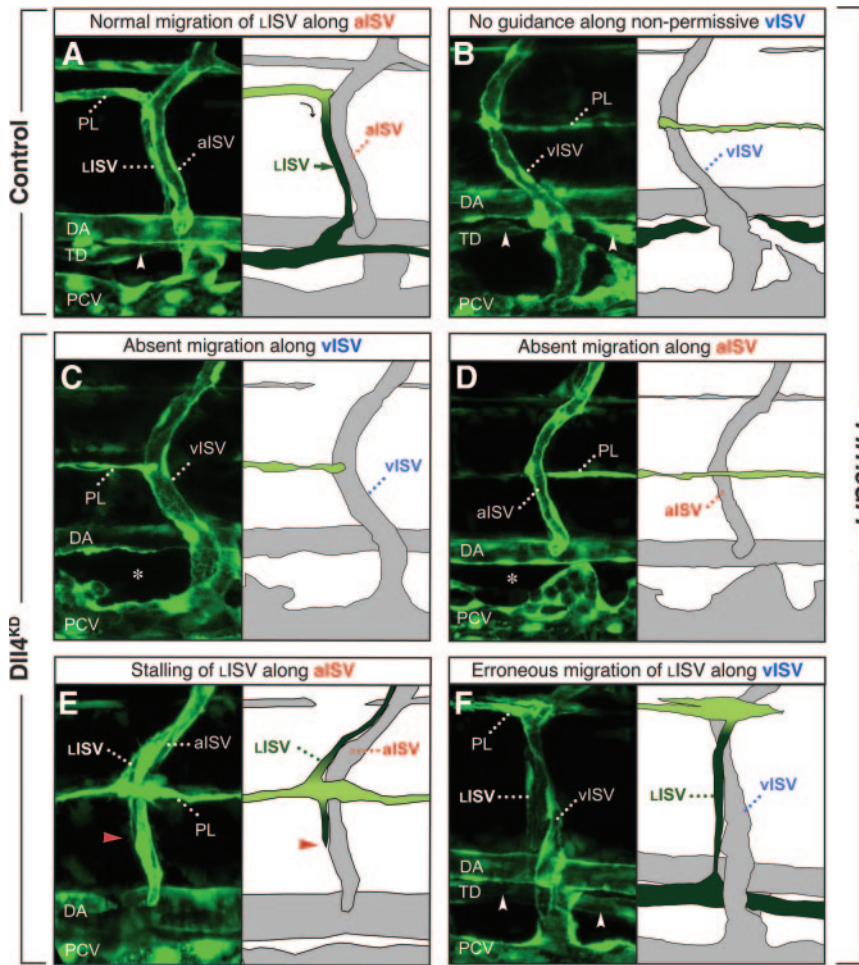 Normal migration of LISV along aISV
No guidance along non-permissive vISV
Control
A
PL
LISV
aISV
DA
TD
PCV
LISV
aISV
B
PL
vISV
DA
TD
PCV
vISV
Absent migration along vISV
Absent migration along aISV
Dll4KD
C
PL
vISV
DA
*
PCV
vISV
D
PL
aISV
DA
*
PCV
aISV
Stalling of LISV along aISV
Erroneous migration of LISV along vISV
E
LISV
aISV
PL
DA
PCV
LISV
aISV
F
PL
LISV
vISV
DA
TD
PCV
LISV
vISV